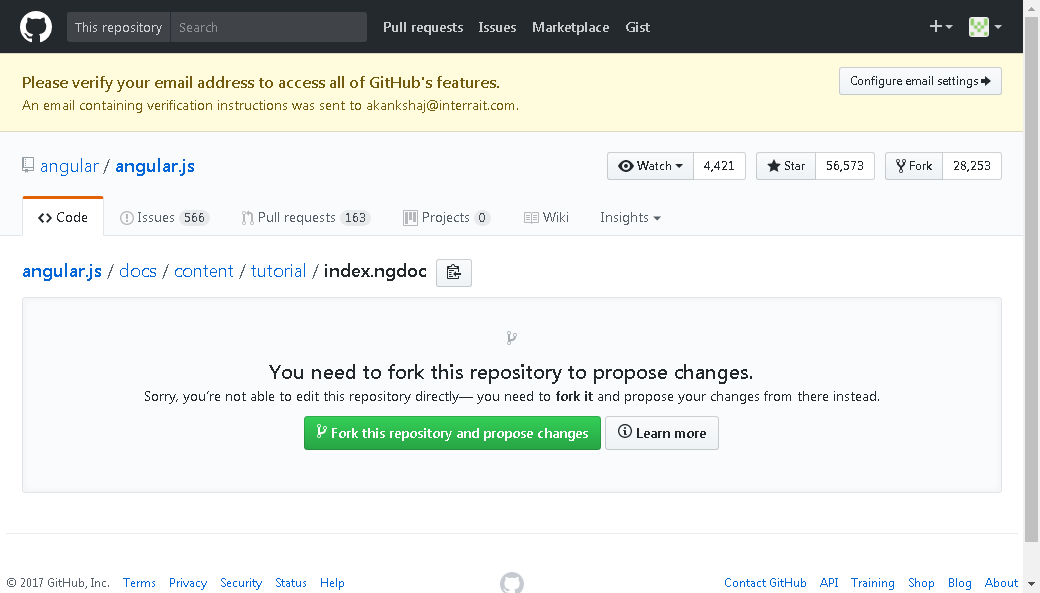 This repository Search Pull requests Issues Marketplace Gist
Please verify your email address to access all of GitHub's features.
Configure email settings
An email containing verification instructions was sent to akankshaj@interrait.com.
angular / angular.js
Watch 4,421 Star 56,573 Fork 28,253
Code Issues 566 Pull requests 163 Projects 0 Wiki Insights
angular.js / docs / content / tutorial / index.ngdoc
You need to fork this repository to propose changes.
Sorry, you're not able to edit this repository directly— you need to fork it and propose your changes from there instead.
Fork this repository and propose changes Learn more
© 2017 GitHub, Inc. Terms Privacy Security Status Help Contact GitHub API Training Shop Blog About